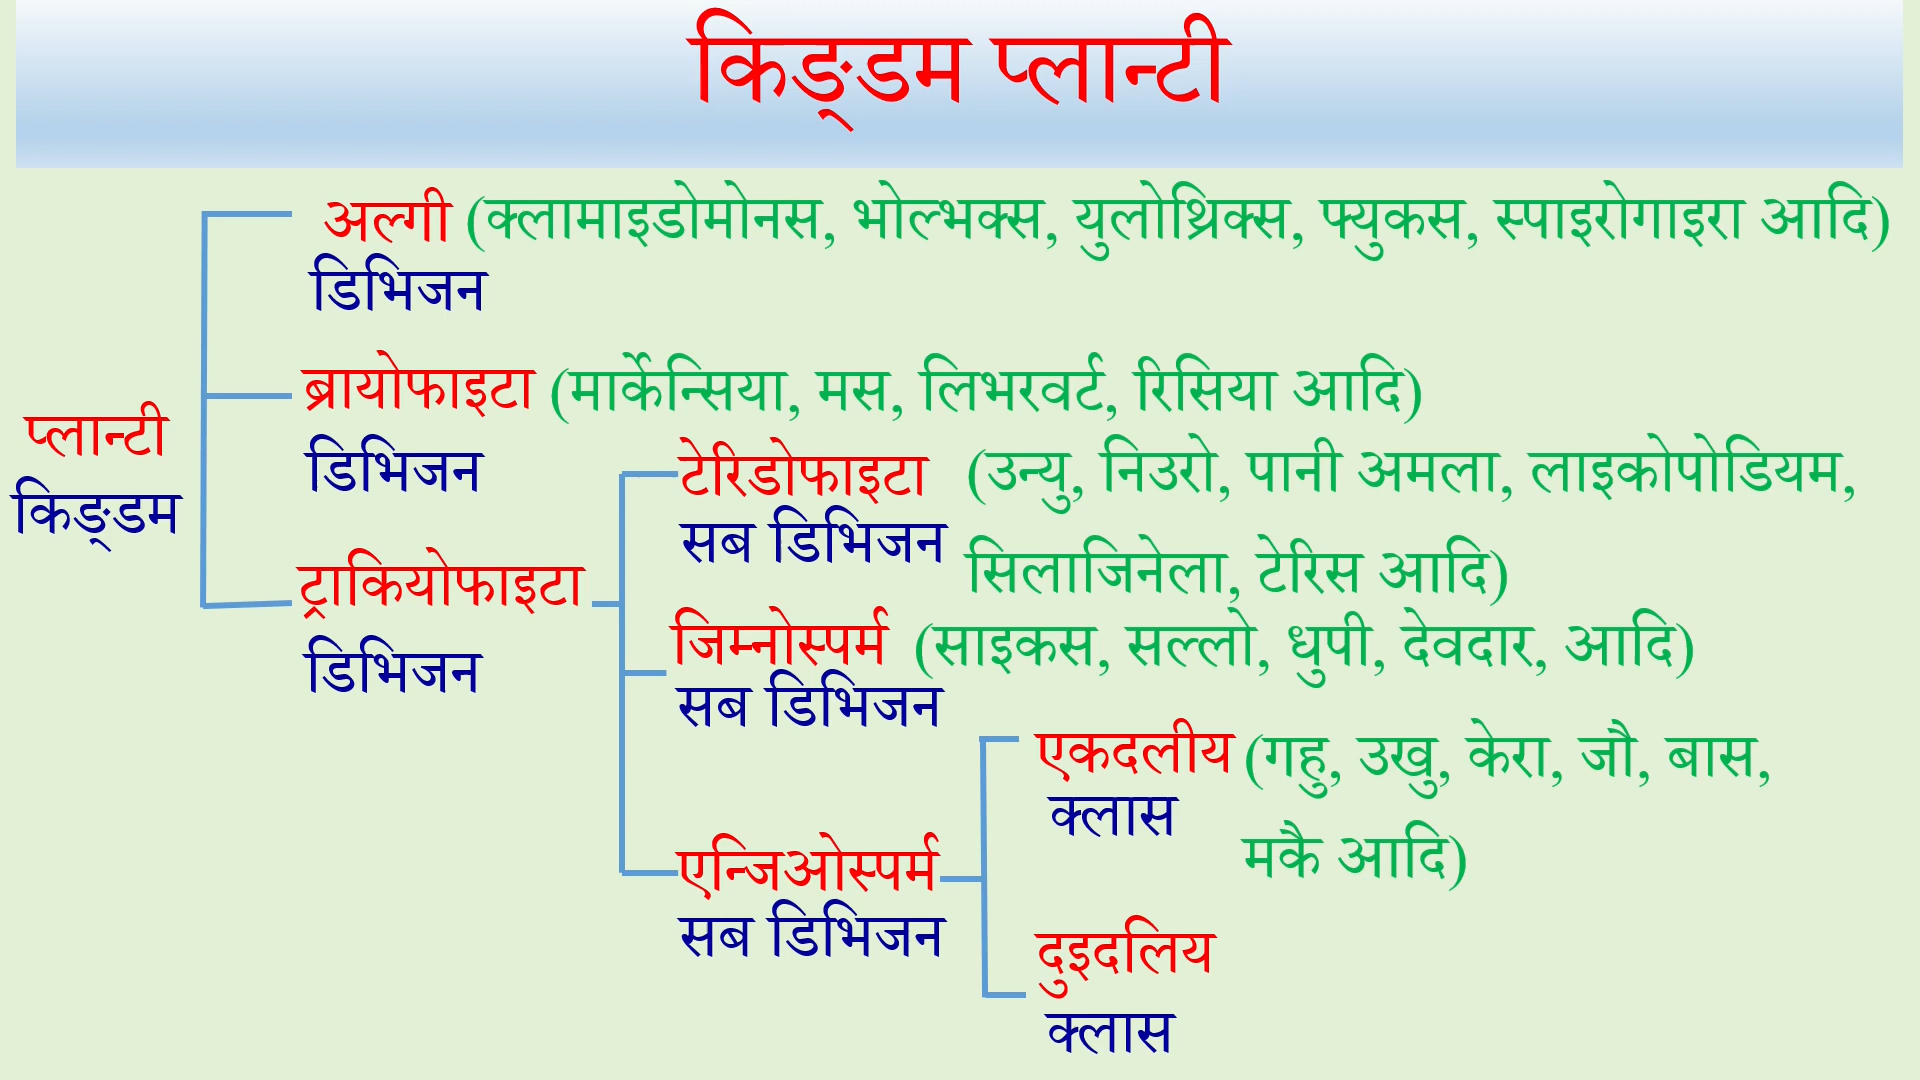 किङ्डम प्लान्टी
अल्गी (क्लामाइडोमोनस, भोल्भक्स, युलोथ्रिक्स, फ्युकस, स्पाइरोगाइरा आदि)
डिभिजन
ब्रायोफाइटा (मार्केन्सिया, मस, लिभरवर्ट, रिसिया आदि)
डिभिजन
प्लान्टी
किङ्डम
ट्राकियोफाइटा
डिभिजन
टेरिडोफाइटा (उन्यु, निउरो, पानी अमला, लाइकोपोडियम,
सब डिभिजन
सिलाजिनेला, टेरिस आदि)
जिम्नोस्पर्म (साइकस, सल्लो, धुपी, देवदार, आदि)
सब डिभिजन
एन्जिओस्पर्म
सब डिभिजन
एकदलीय (गहु, उखु, केरा, जौ, बास,
क्लास
मकै आदि)
दुइदलिय
क्लास